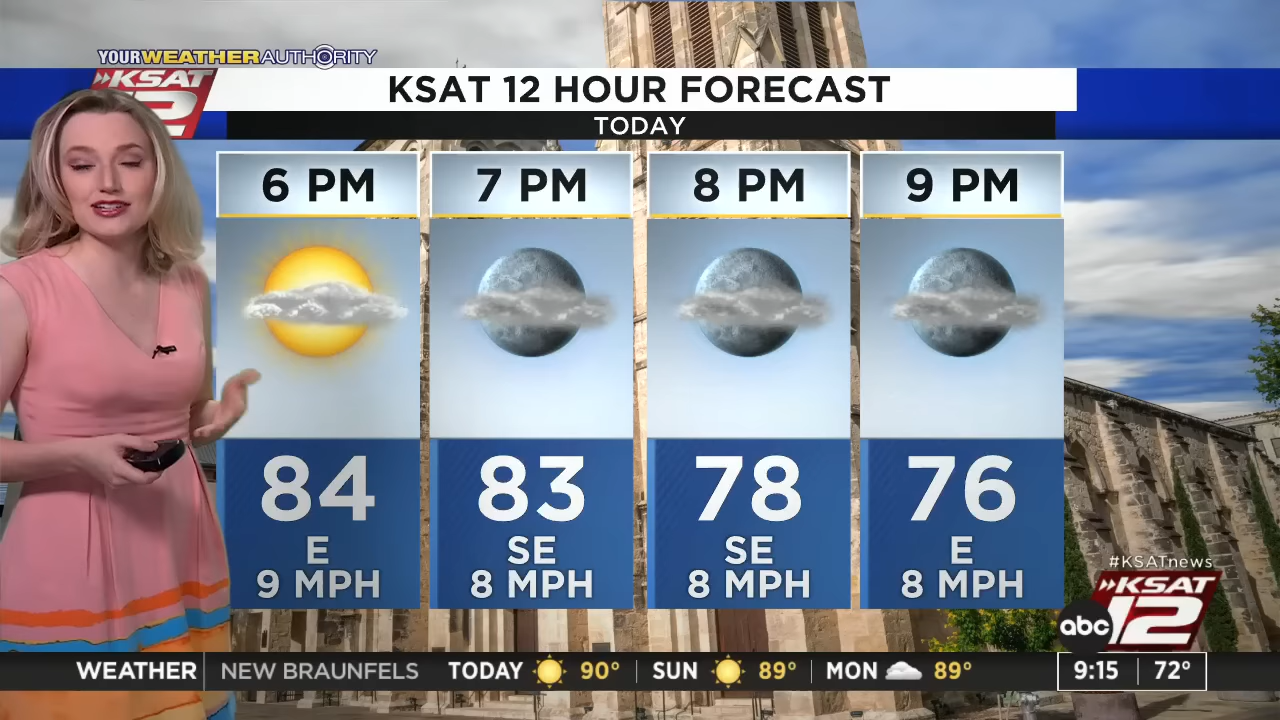 YOUR WEATHER AUTHORITY
KSAT 12
KSAT 12 HOUR FORECAST
TODAY
6 PM 7 PM 8 PM 9 PM
84 83 78 76
E SE SE E
9 MPH 8 MPH 8 MPH 8 MPH
#KSATnews
KSAT
abc 12
WEATHER NEW BRAUNFELS TODAY 90° SUN 89° MON 89° 9:15 72°